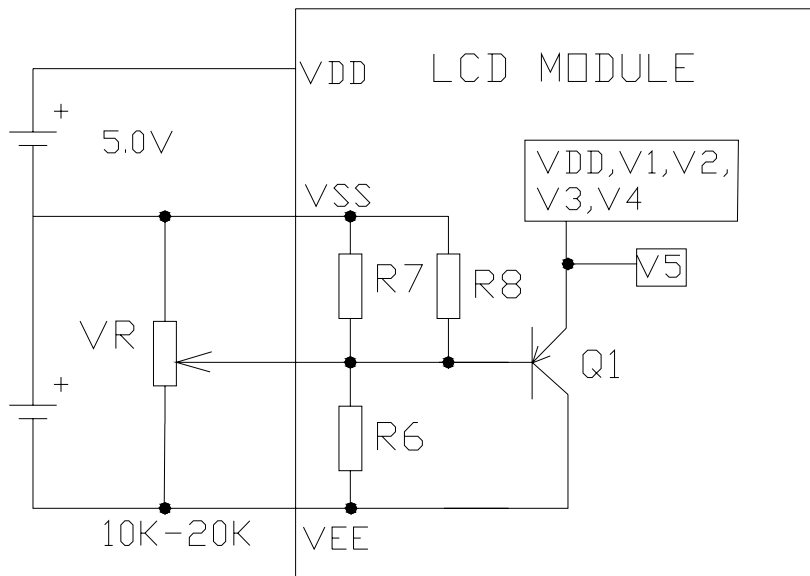 LCD MODULE
VDD
+
5.0V
VDD,V1,V2,
V3,V4
VSS
V5
R7
R8
VR
Q1
+
R6
10K-20K
VEE